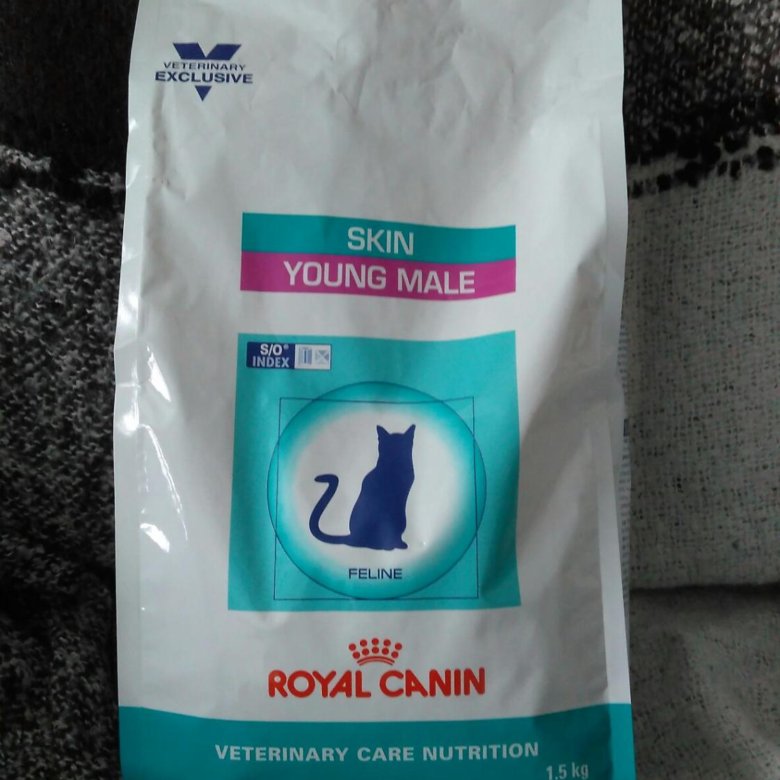 VETERINARY
EXCLUSIVE
SKIN
YOUNG MALE
S/O®
INDEX
FELINE
ROYAL CANIN
VETERINARY CARE NUTRITION
1.5 kg